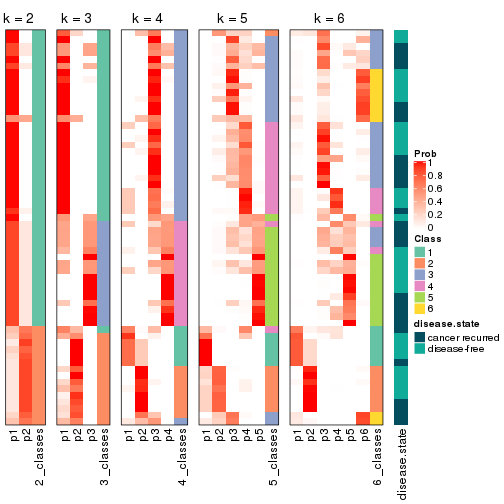 k = 2
k = 3
k = 4
k = 5
k = 6
Prob
1
0.8
0.6
0.4
0.2
0
Class
1
2
3
4
5
6
disease.state
cancer recurred
disease-free
p1
p2
2_classes
p1
p2
p3
3_classes
p1
p2
p3
p4
4_classes
p1
p2
p3
p4
p5
5_classes
p1
p2
p3
p4
p5
p6
6_classes
disease.state